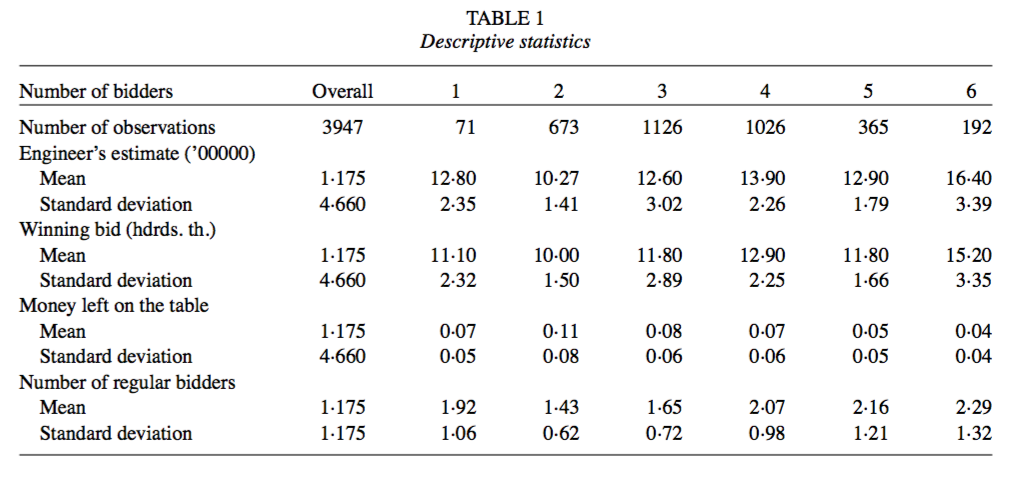 TABLE 1
Descriptive statistics
Number of bidders Overall 1 2 3 4 5 6
Number of observations 3947 71 673 1126 1026 365 192
Engineer’s estimate (’00000)
Mean 1·175 12·80 10·27 12·60 13·90 12·90 16·40
Standard deviation 4·660 2·35 1·41 3·02 2·26 1·79 3·39
Winning bid (hdrds. th.)
Mean 1·175 11·10 10·00 11·80 12·90 11·80 15·20
Standard deviation 4·660 2·32 1·50 2·89 2·25 1·66 3·35
Money left on the table
Mean 1·175 0·07 0·11 0·08 0·07 0·05 0·04
Standard deviation 4·660 0·05 0·08 0·06 0·06 0·05 0·04
Number of regular bidders
Mean 1·175 1·92 1·43 1·65 2·07 2·16 2·29
Standard deviation 1·175 1·06 0·62 0·72 0·98 1·21 1·32